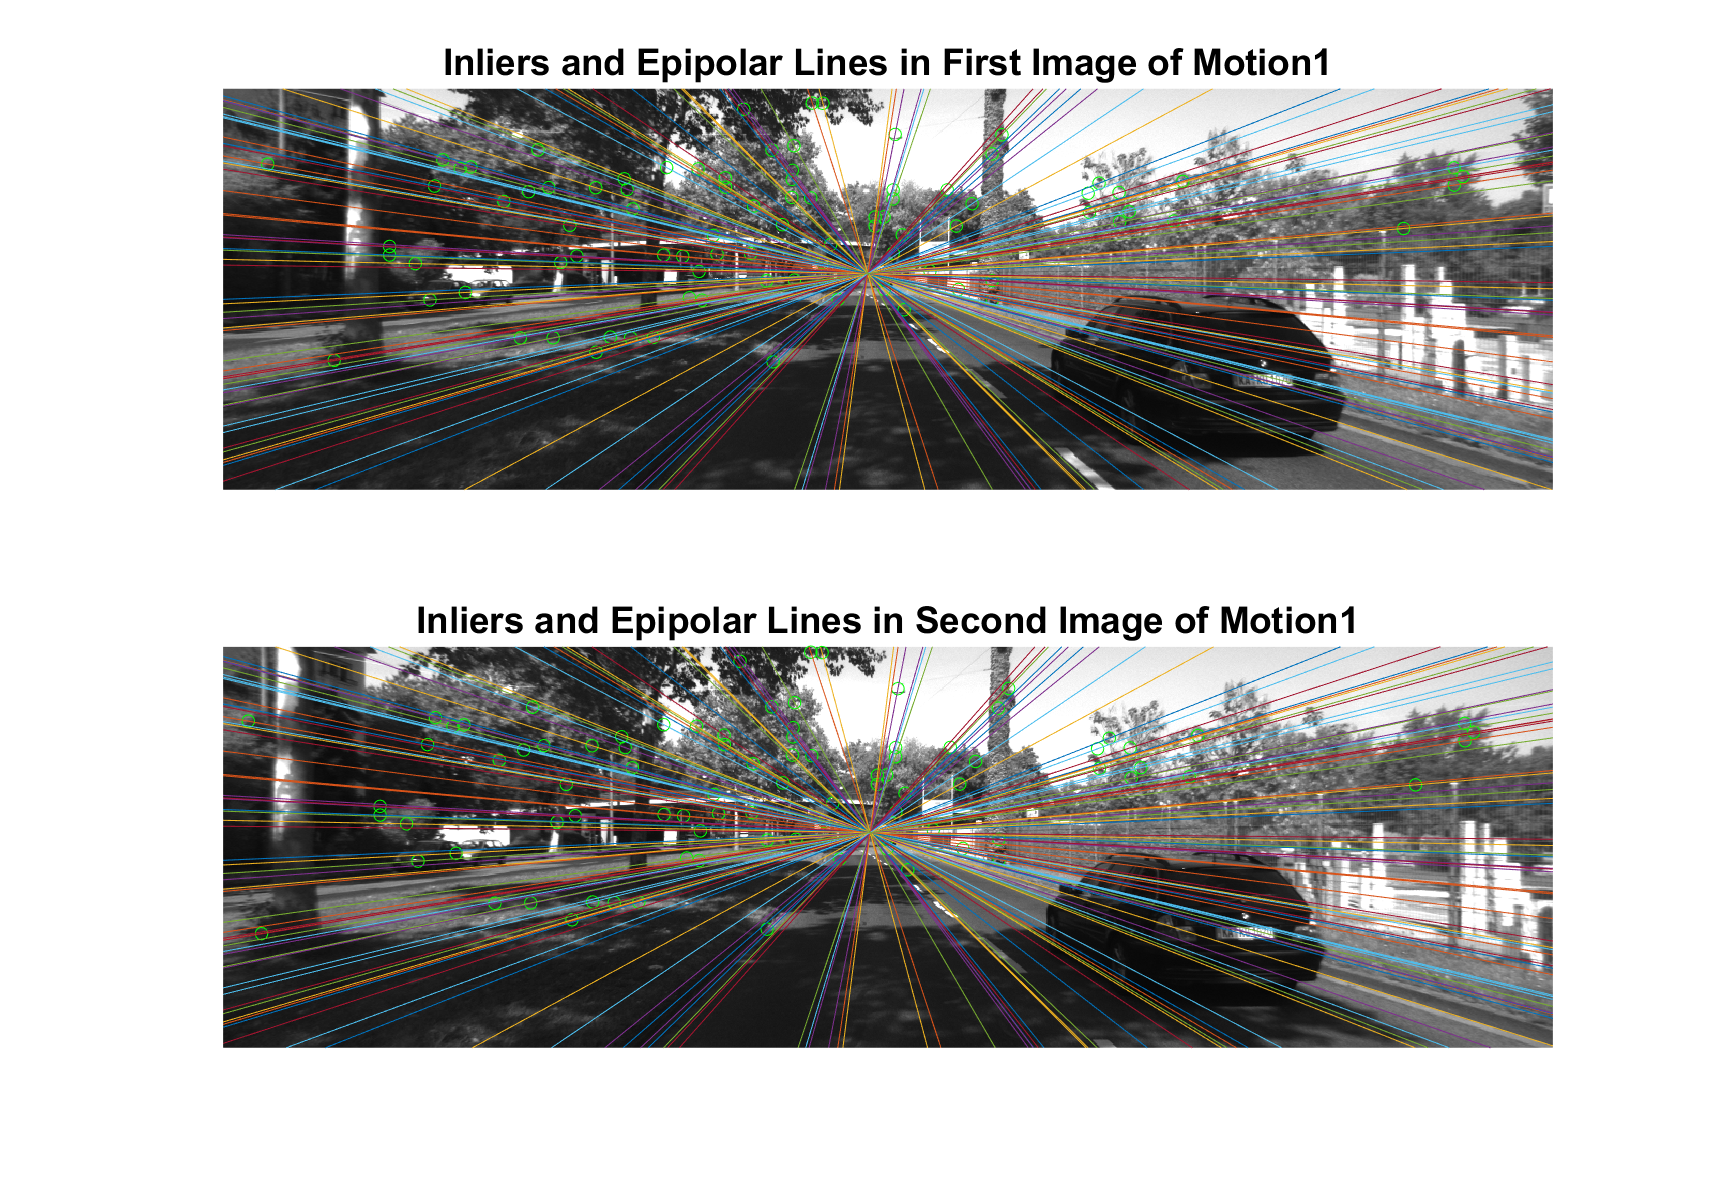 Inliers and Epipolar Lines in First Image of Motion1
Inliers and Epipolar Lines in Second Image of Motion1